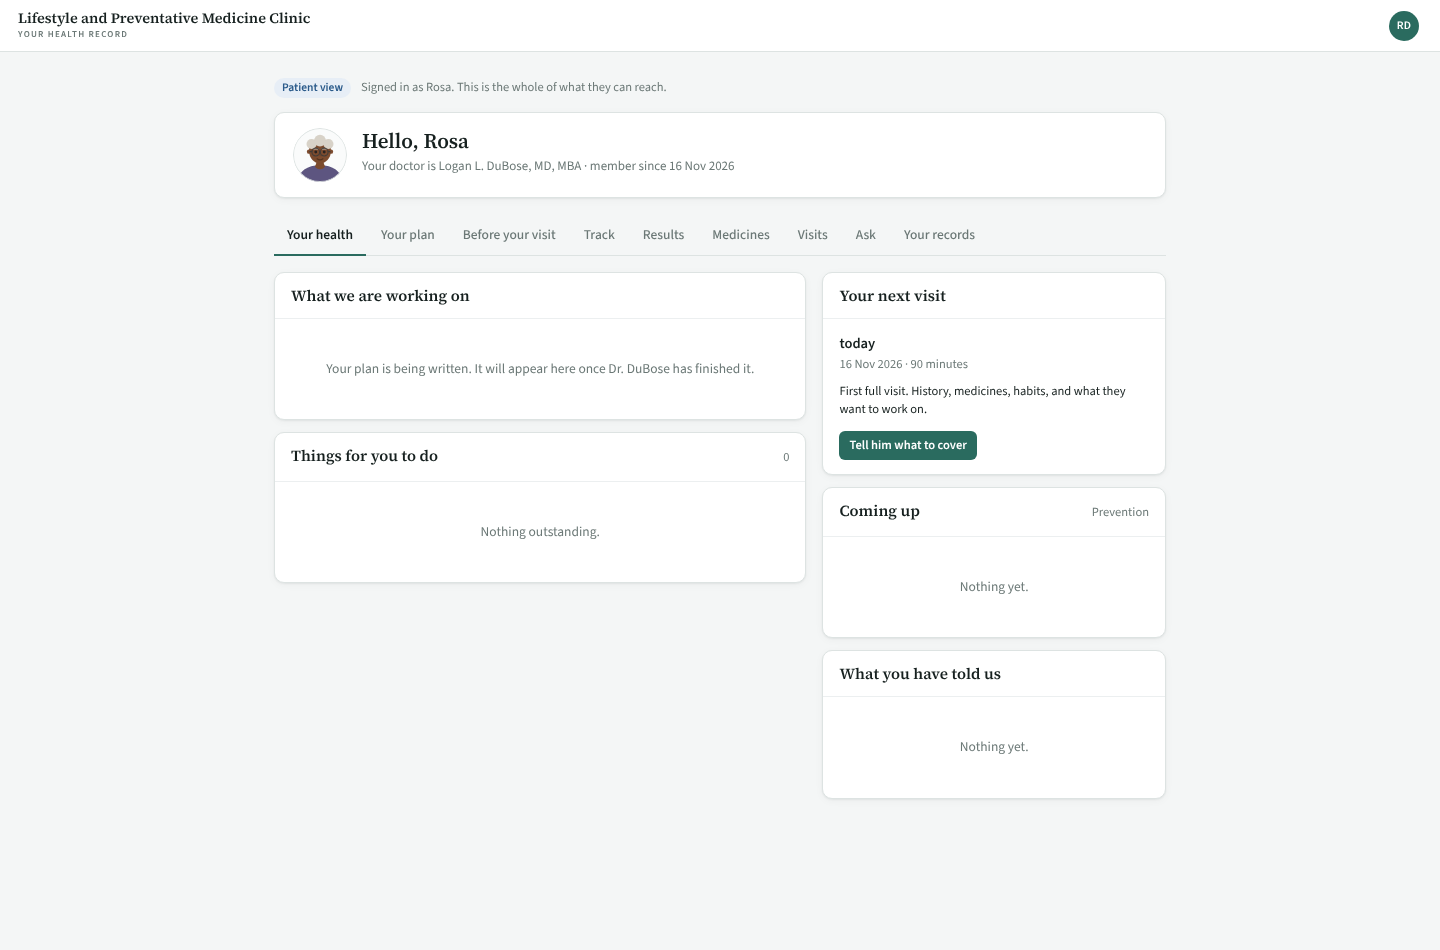 Lifestyle and Preventative Medicine Clinic
YOUR HEALTH RECORD
RD
Patient view
Signed in as Rosa. This is the whole of what they can reach.
Hello, Rosa
Your doctor is Logan L. DuBose, MD, MBA · member since 16 Nov 2026
Your health
Your plan
Before your visit
Track
Results
Medicines
Visits
Ask
Your records
What we are working on
Your plan is being written. It will appear here once Dr. DuBose has finished it.
Things for you to do
0
Nothing outstanding.
Your next visit
today
16 Nov 2026 · 90 minutes
First full visit. History, medicines, habits, and what they
want to work on.
Tell him what to cover
Coming up
Prevention
Nothing yet.
What you have told us
Nothing yet.